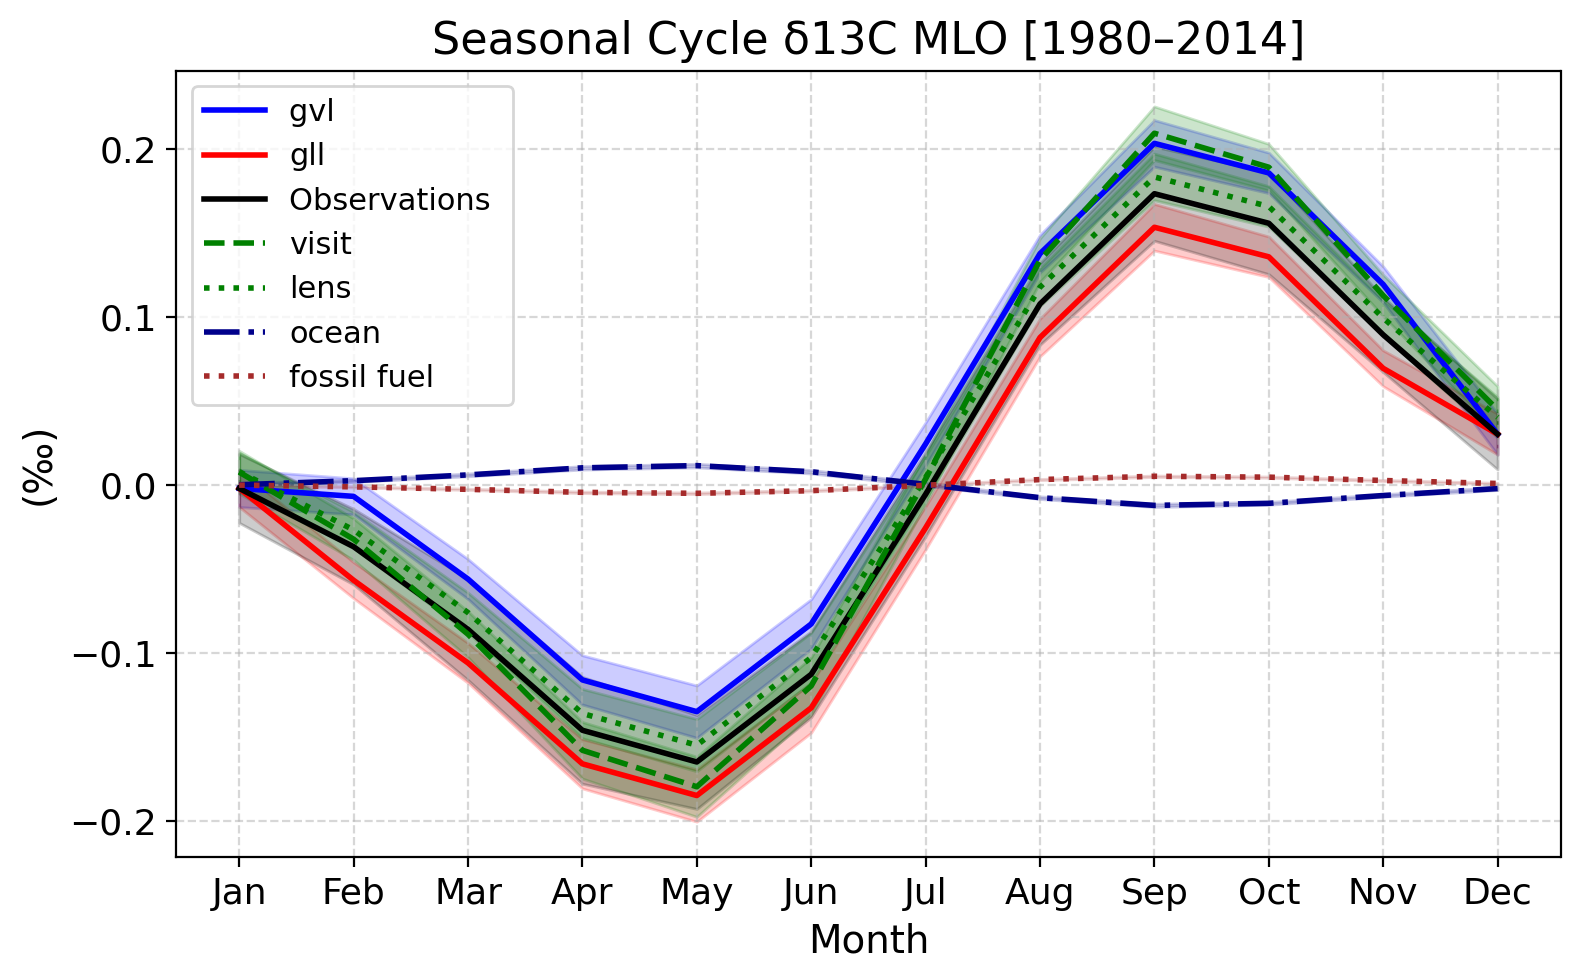 Seasonal Cycle δ13C MLO [1980–2014]
gvl
gll
Observations
visit
lens
ocean
fossil fuel
0.2
0.1
0.0
−0.1
−0.2
(‰)
Jan Feb Mar Apr May Jun Jul Aug Sep Oct Nov Dec
Month